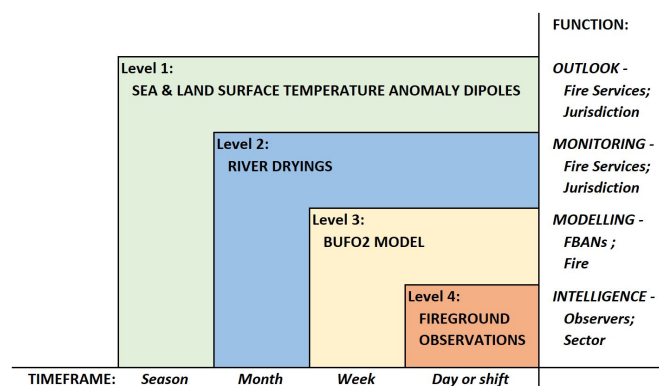 FUNCTION:
Level 1:
SEA & LAND SURFACE TEMPERATURE ANOMALY DIPOLES
OUTLOOK -
Fire Services;
Jurisdiction
Level 2:
RIVER DRYINGS
MONITORING -
Fire Services;
Jurisdiction
Level 3:
BUFO2 MODEL
MODELLING -
FBANs ;
Fire
Level 4:
FIREGROUND
OBSERVATIONS
INTELLIGENCE -
Observers;
Sector
TIMEFRAME: Season Month Week Day or shift